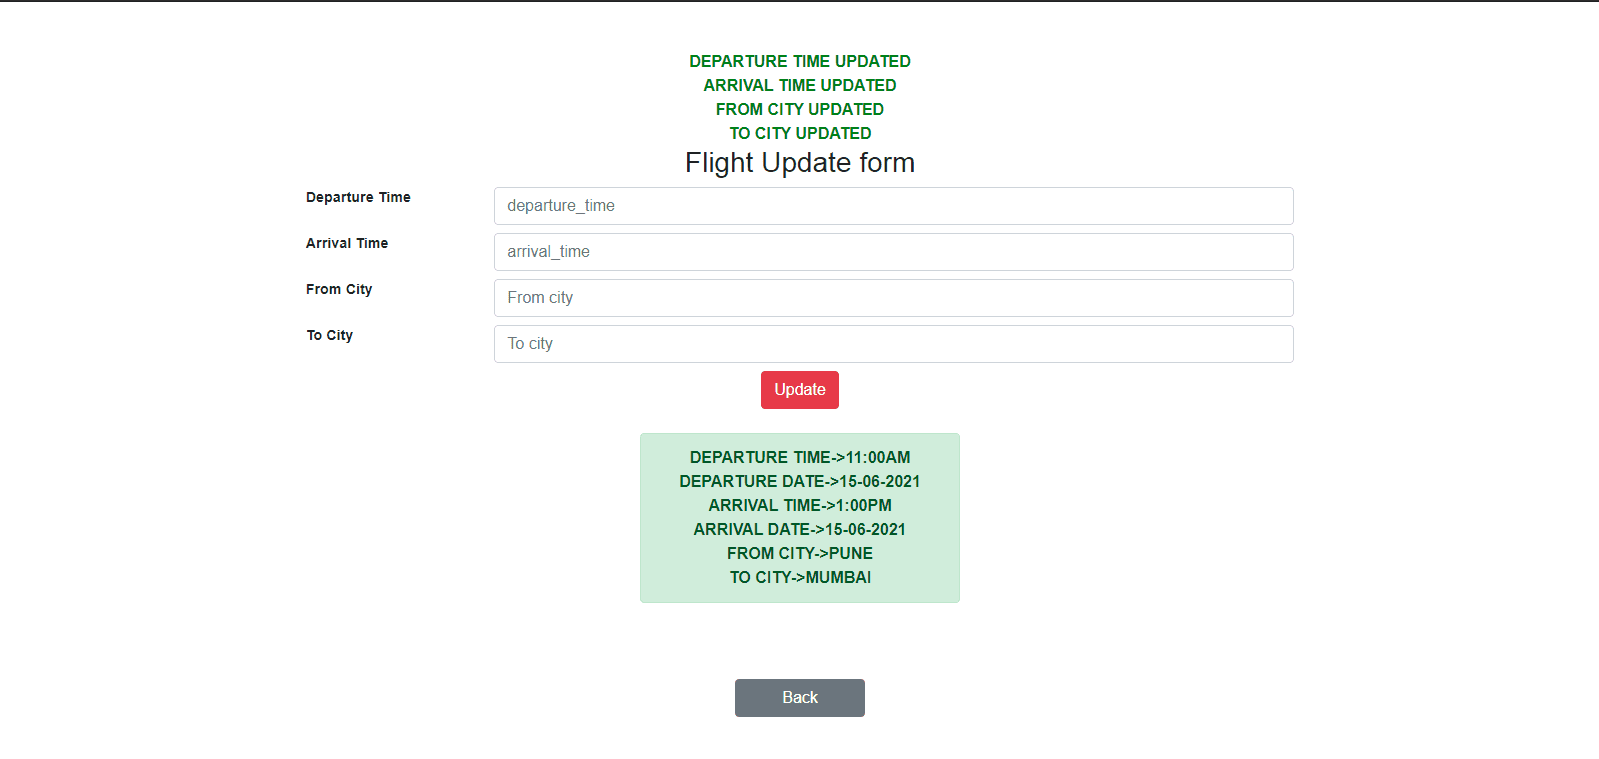 DEPARTURE TIME UPDATED
ARRIVAL TIME UPDATED
FROM CITY UPDATED
TO CITY UPDATED
Flight Update form
Departure Time
departure_time
Arrival Time
arrival_time
From City
From city
To City
To city
Update
DEPARTURE TIME->11:00AM
DEPARTURE DATE->15-06-2021
ARRIVAL TIME->1:00PM
ARRIVAL DATE->15-06-2021
FROM CITY->PUNE
TO CITY->MUMBAI
Back